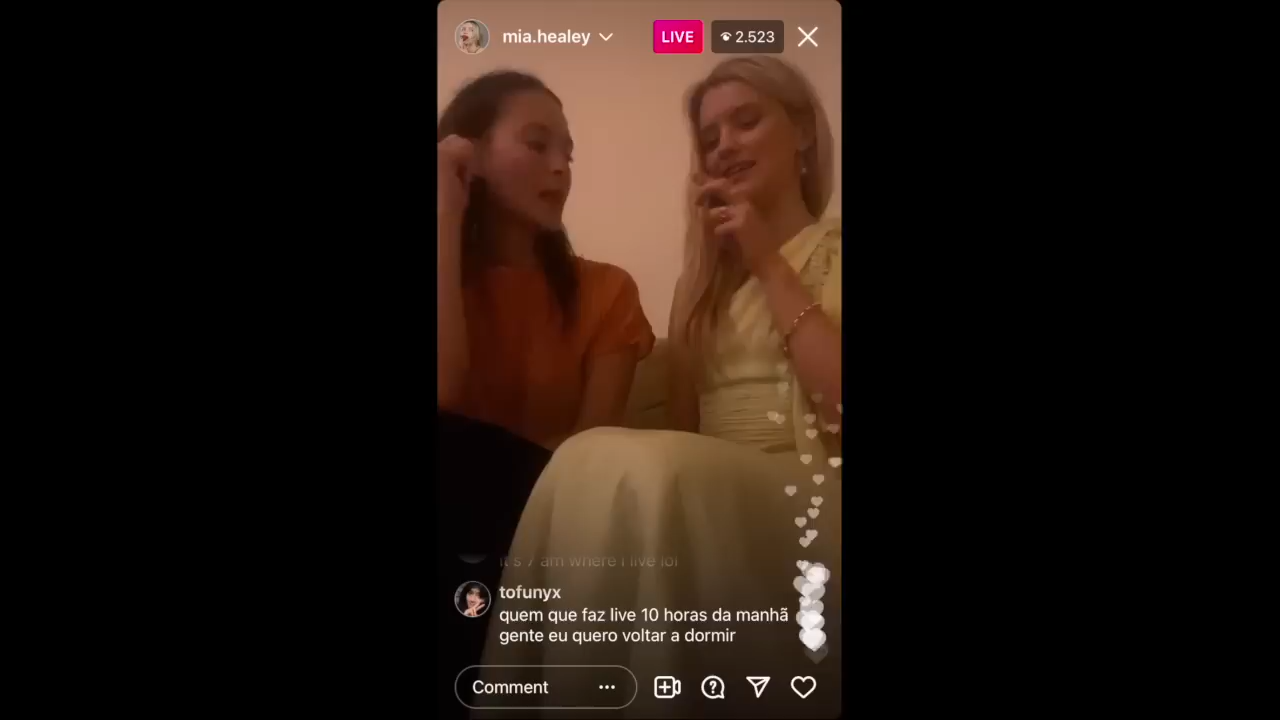 mia.healey
LIVE
2.523
it's 7 am where i live lol
tofunyx
quem que faz live 10 horas da manhã
gente eu quero voltar a dormir
Comment